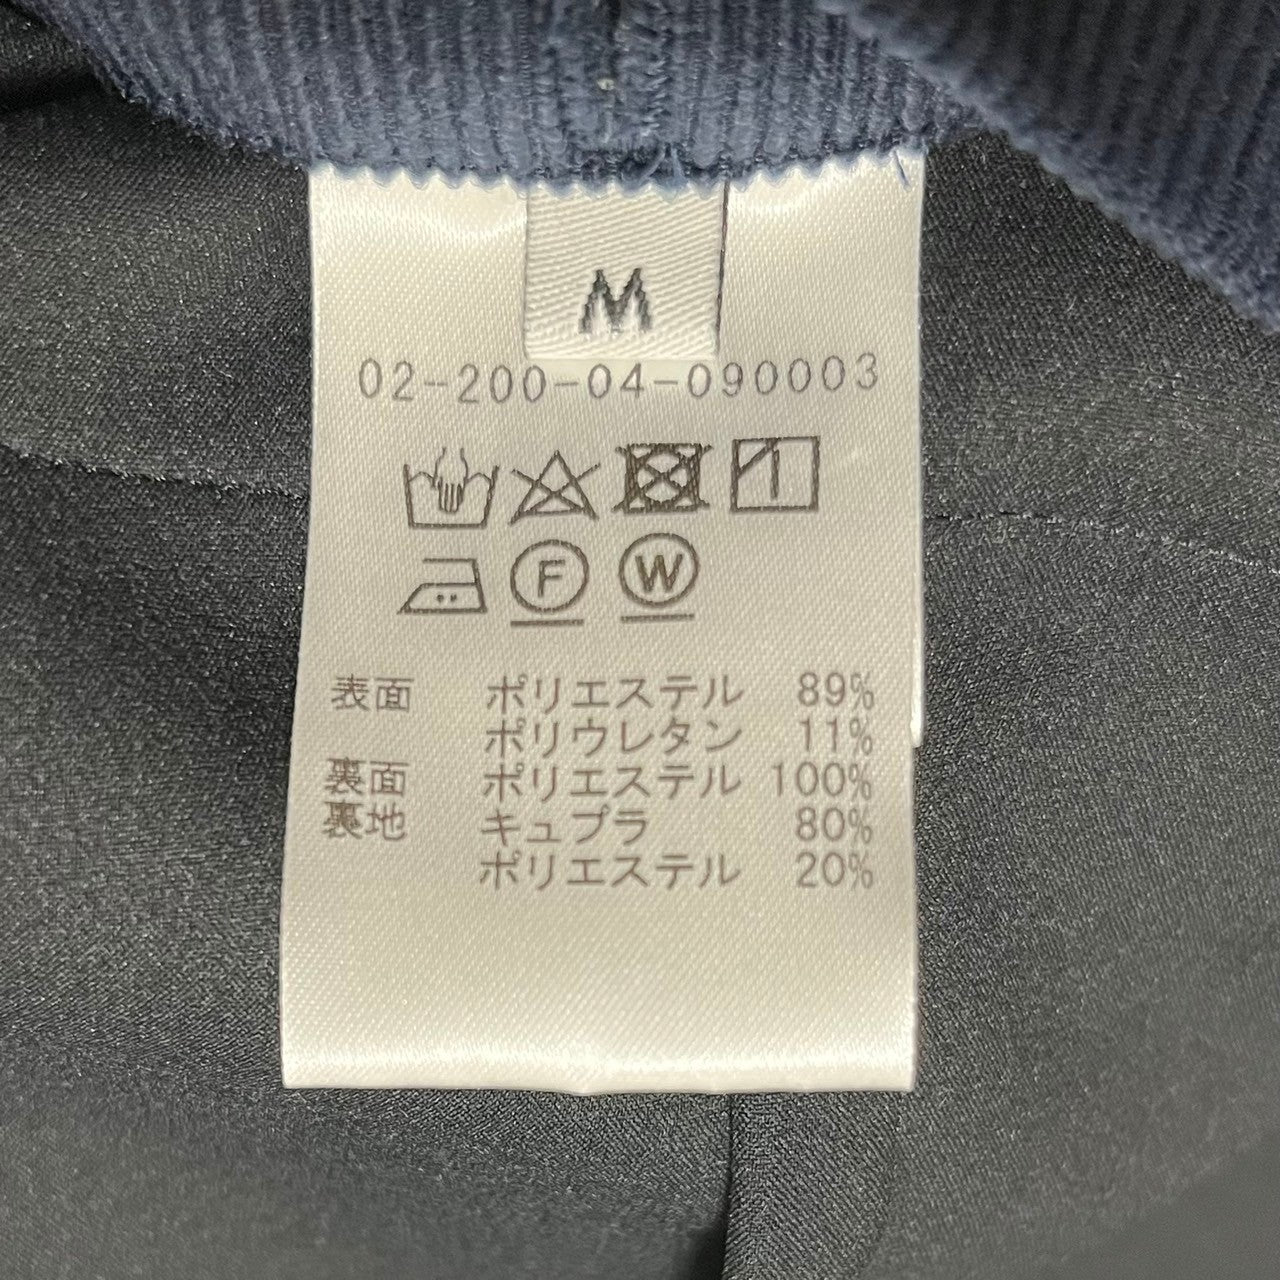 M
02-200-04-090003
F W
表面 ポリエステル 89%
ポリウレタン 11%
裏面 ポリエステル 100%
裏地 キュプラ 80%
ポリエステル 20%